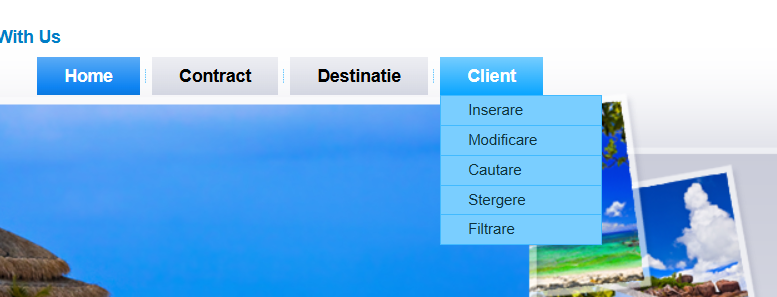 With Us
Home Contract Destinatie Client
Inserare
Modificare
Cautare
Stergere
Filtrare